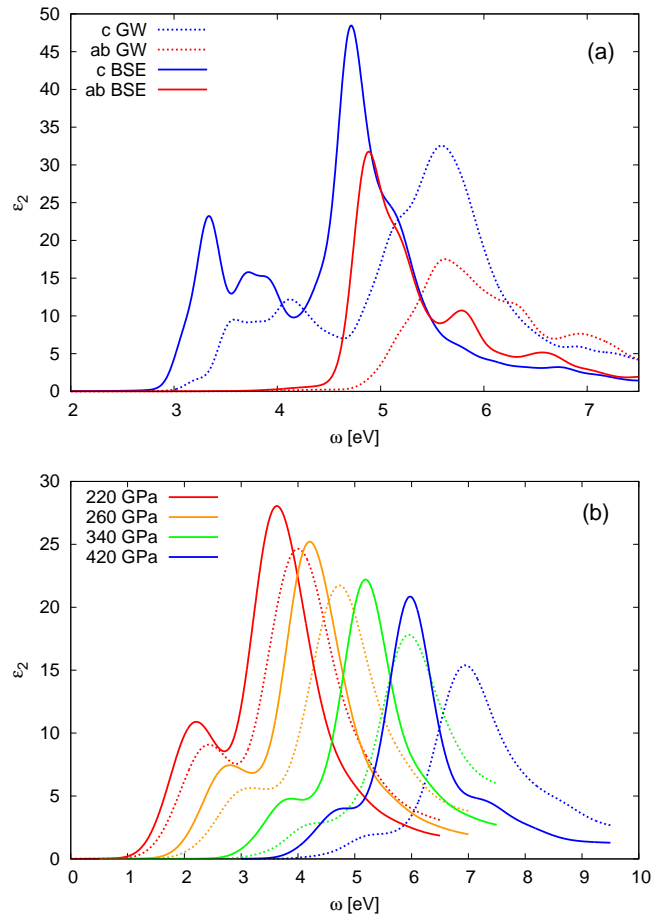 50
45
40
35
30
25
20
15
10
5
0
ε2
c GW
ab GW
c BSE
ab BSE
(a)
2 3 4 5 6 7
ω [eV]
30
25
20
15
10
5
0
ε2
220 GPa
260 GPa
340 GPa
420 GPa
(b)
0 1 2 3 4 5 6 7 8 9 10
ω [eV]